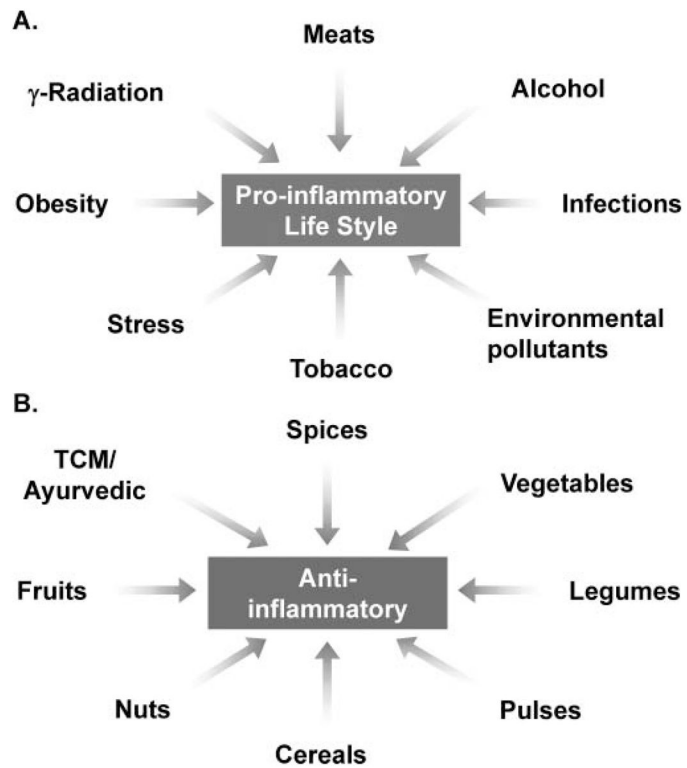 A.
Meats
γ-Radiation
Alcohol
Obesity
Pro-inflammatory
Life Style
Infections
Stress
Environmental
pollutants
Tobacco
B.
Spices
TCM/
Ayurvedic
Vegetables
Fruits
Anti-
inflammatory
Legumes
Nuts
Pulses
Cereals